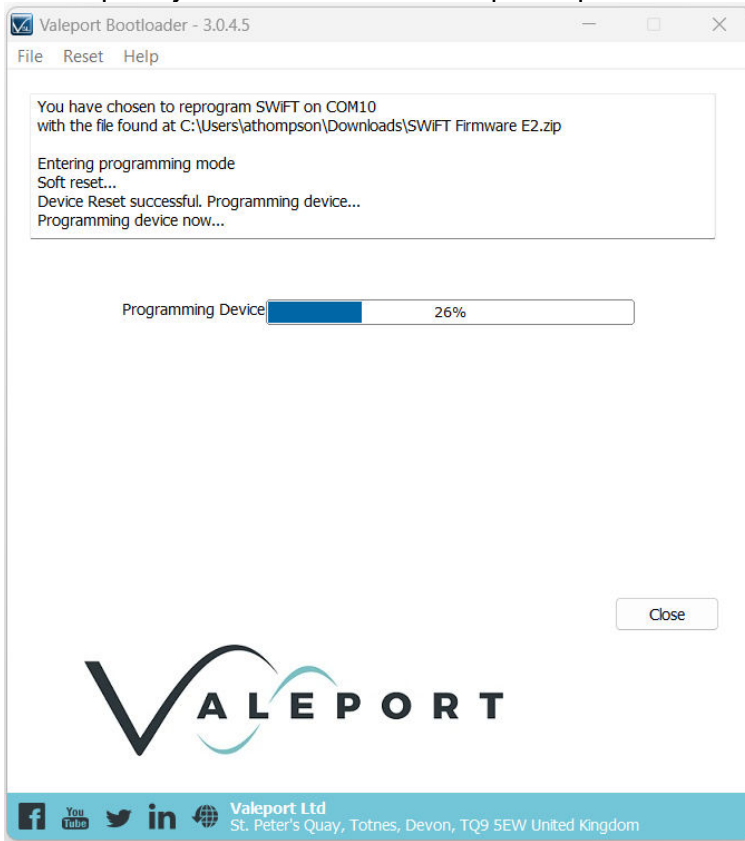 Valeport Bootloader - 3.0.4.5
File Reset Help
You have chosen to reprogram SWiFT on COM10
with the file found at C:\Users\athompson\Downloads\SWiFT Firmware E2.zip
Entering programming mode
Soft reset...
Device Reset successful. Programming device...
Programming device now...
Programming Device 26%
Close
VALEPORT
You Tube
Valeport Ltd
St. Peter's Quay, Totnes, Devon, TQ9 5EW United Kingdom